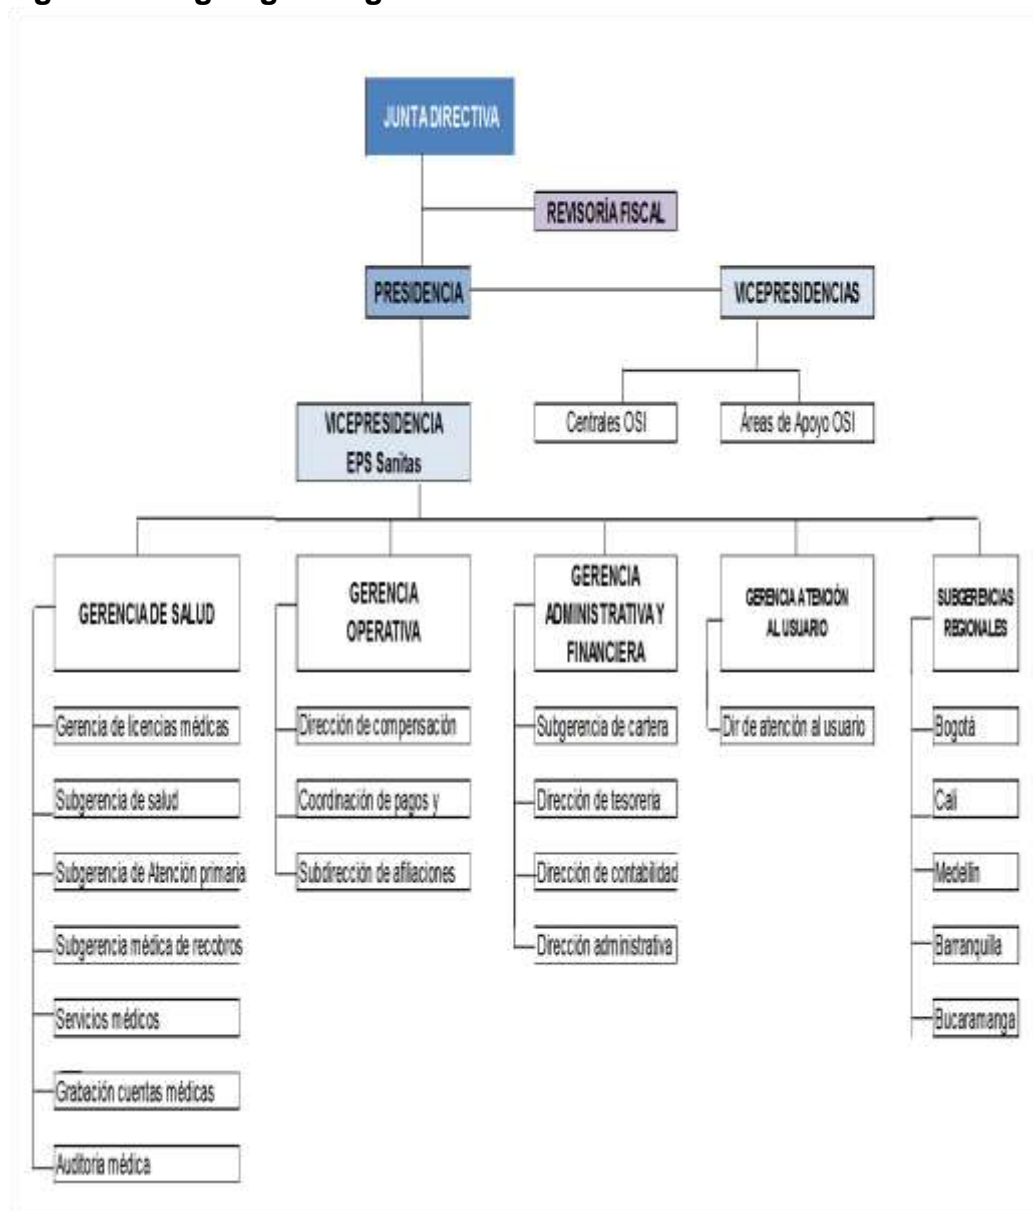 JUNTA DIRECTIVA
REVISORÍA FISCAL
PRESIDENCIA
VICEPRESIDENCIAS
VICEPRESIDENCIA
EPS Sanitas
Centrales OSI
Áreas de Apoyo OSI
GERENCIA DE SALUD
Gerencia de licencias médicas
Subgerencia de salud
Subgerencia de Atención primaria
Subgerencia médica de recobros
Servicios médicos
Grabación cuentas médicas
Auditoria médica
GERENCIA
OPERATIVA
Dirección de compensación
Coordinación de pagos y
Subdirección de afiliaciones
GERENCIA
ADMINISTRATIVA Y
FINANCIERA
Subgerencia de cartera
Dirección de tesorería
Dirección de contabilidad
Dirección administrativa
GERENCIA ATENCIÓN
AL USUARIO
Dir de atención al usuario
SUBGERENCIAS
REGIONALES
Bogotá
Cali
Medellín
Barranquilla
Bucaramanga